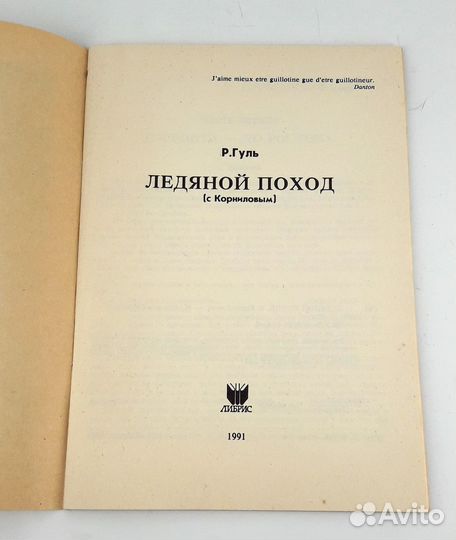 J'aime mieux etre guillotine gue d'etre guillotineur.
Danton
Р.Гуль
ЛЕДЯНОЙ ПОХОД
(с Корниловым)
ЛИБРИС
1991
Avito